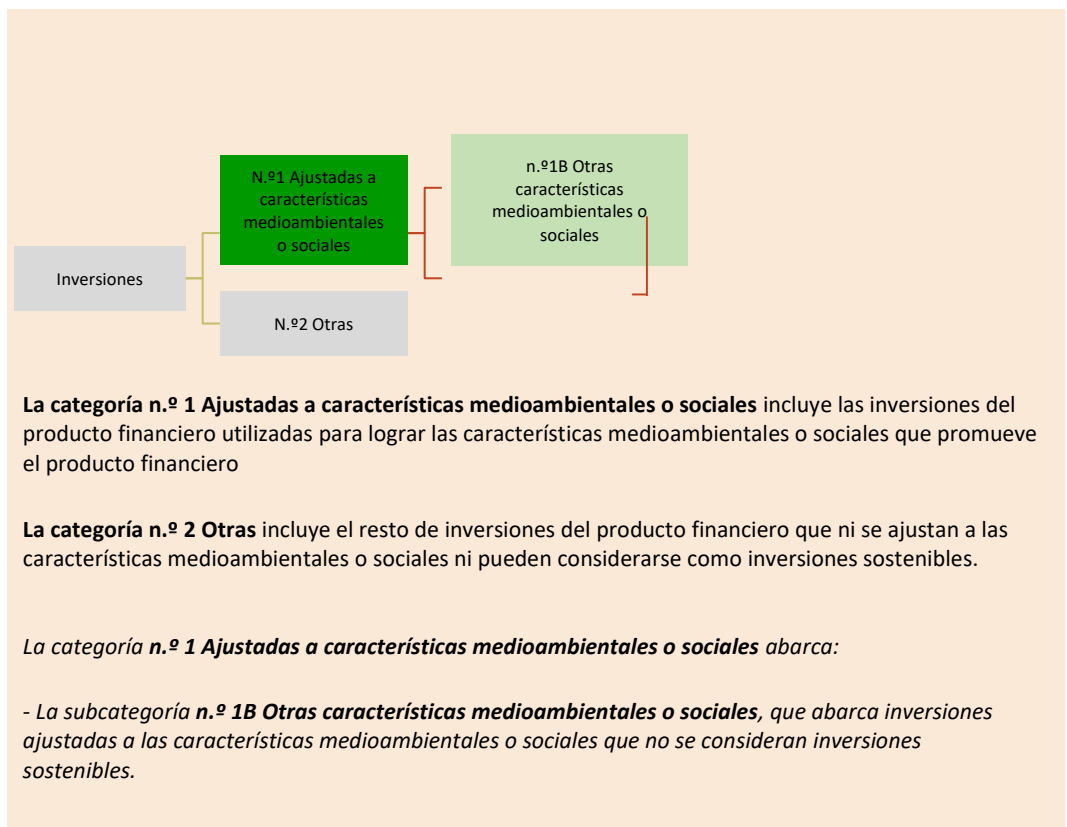 n.º1B Otras
características
medioambientales o
sociales
N.º1 Ajustadas a
características
medioambientales
o sociales
Inversiones
N.º2 Otras
La categoría n.º 1 Ajustadas a características medioambientales o sociales incluye las inversiones del
producto financiero utilizadas para lograr las características medioambientales o sociales que promueve
el producto financiero
La categoría n.º 2 Otras incluye el resto de inversiones del producto financiero que ni se ajustan a las
características medioambientales o sociales ni pueden considerarse como inversiones sostenibles.
La categoría n.º 1 Ajustadas a características medioambientales o sociales abarca:
- La subcategoría n.º 1B Otras características medioambientales o sociales, que abarca inversiones
ajustadas a las características medioambientales o sociales que no se consideran inversiones
sostenibles.